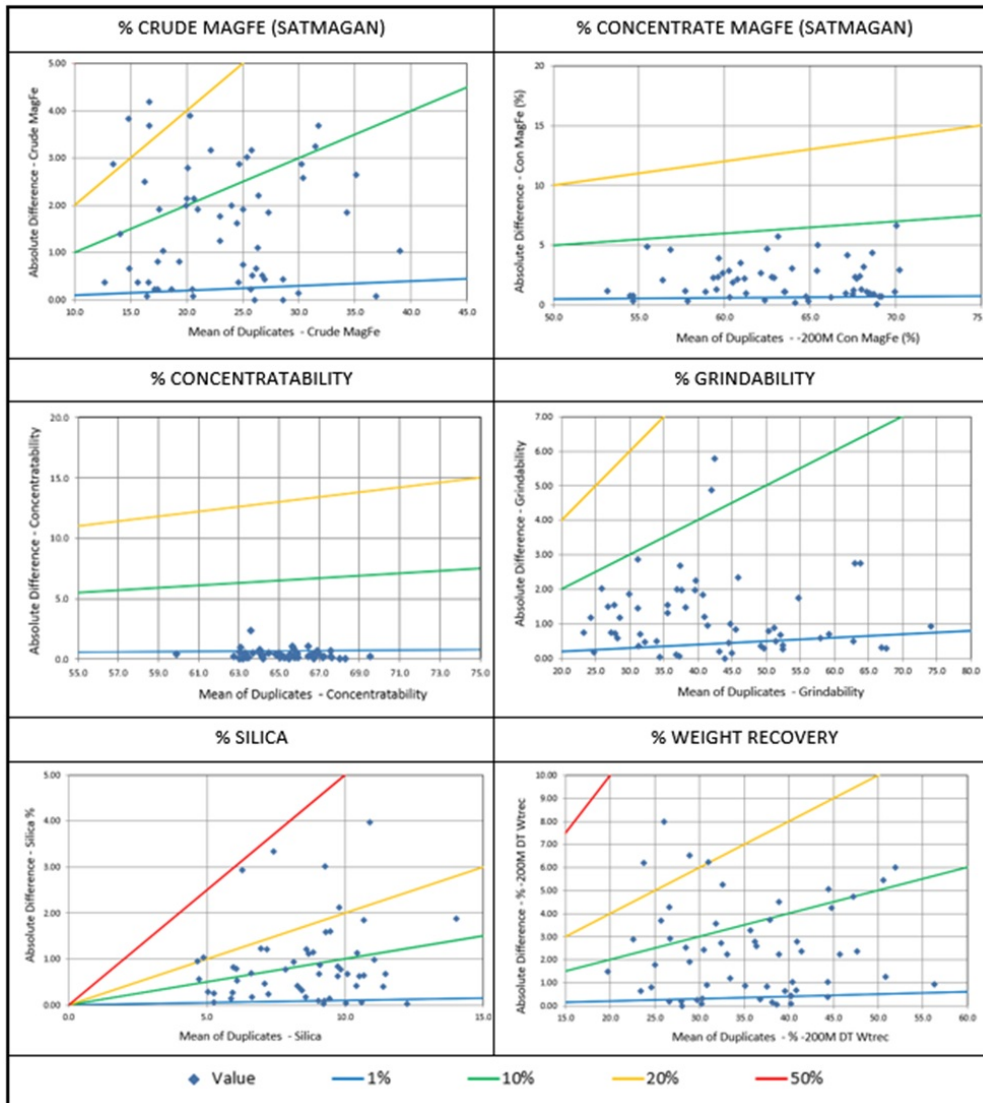 % CRUDE MAGFE (SATMAGAN)
5.00
4.00
3.00
2.00
1.00
0.00
Absolute Difference - Crude MagFe
10.0 15.0 20.0 25.0 30.0 35.0 40.0 45.0
Mean of Duplicates - Crude MagFe
% CONCENTRATE MAGFE (SATMAGAN)
20
15
10
5
0
Absolute Difference - Con MagFe (%)
50.0 55.0 60.0 65.0 70.0 75.0
Mean of Duplicates - -200M Con MagFe (%)
% CONCENTRATABILITY
20.0
15.0
10.0
5.0
0.0
Absolute Difference - Concentratability
55.0 57.0 59.0 61.0 63.0 65.0 67.0 69.0 71.0 73.0 75.0
Mean of Duplicates - Concentratability
% GRINDABILITY
7.00
6.00
5.00
4.00
3.00
2.00
1.00
0.00
Absolute Difference - Grindability
20.0 30.0 40.0 50.0 60.0 70.0 80.0
Mean of Duplicates - Grindability
% SILICA
5.00
4.00
3.00
2.00
1.00
0.00
Absolute Difference - Silica %
0.0 5.0 10.0 15.0
Mean of Duplicates - Silica
% WEIGHT RECOVERY
10.00
9.00
8.00
7.00
6.00
5.00
4.00
3.00
2.00
1.00
0.00
Absolute Difference - % -200M DT Wtrec
15.0 20.0 25.0 30.0 35.0 40.0 45.0 50.0 55.0 60.0
Mean of Duplicates - % -200M DT Wtrec
Value 1% 10% 20% 50%